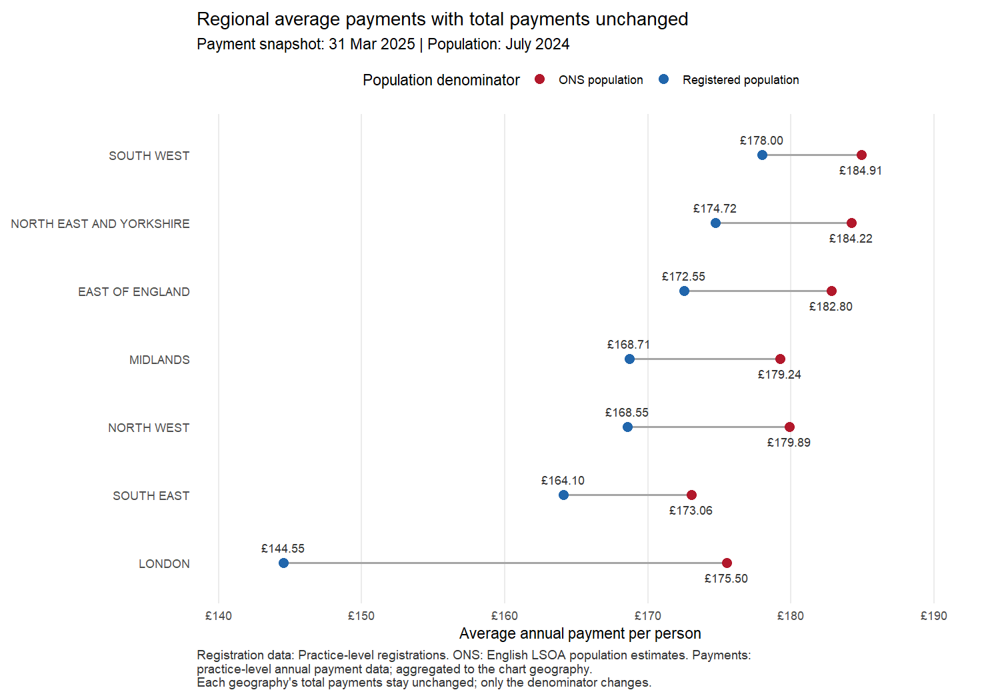 Regional average payments with total payments unchanged
Payment snapshot: 31 Mar 2025 | Population: July 2024
Population denominator ONS population Registered population
£178.00
SOUTH WEST
£184.91
£174.72
NORTH EAST AND YORKSHIRE
£184.22
£172.55
EAST OF ENGLAND
£182.80
£168.71
MIDLANDS
£179.24
£168.55
NORTH WEST
£179.89
£164.10
SOUTH EAST
£173.06
£144.55
LONDON
£175.50
£140 £150 £160 £170 £180 £190
Average annual payment per person
Registration data: Practice-level registrations. ONS: English LSOA population estimates. Payments:
practice-level annual payment data; aggregated to the chart geography.
Each geography's total payments stay unchanged; only the denominator changes.